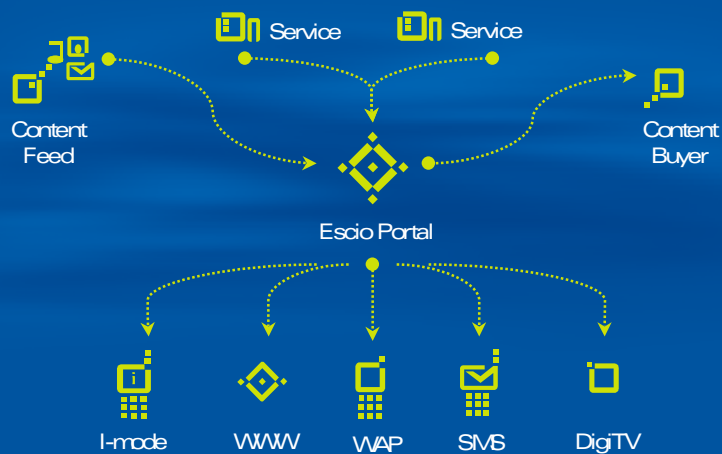 Service
Service
Content
Feed
Content
Buyer
Escio Portal
i
I-mode
WWW
WAP
SMS
DigiTV